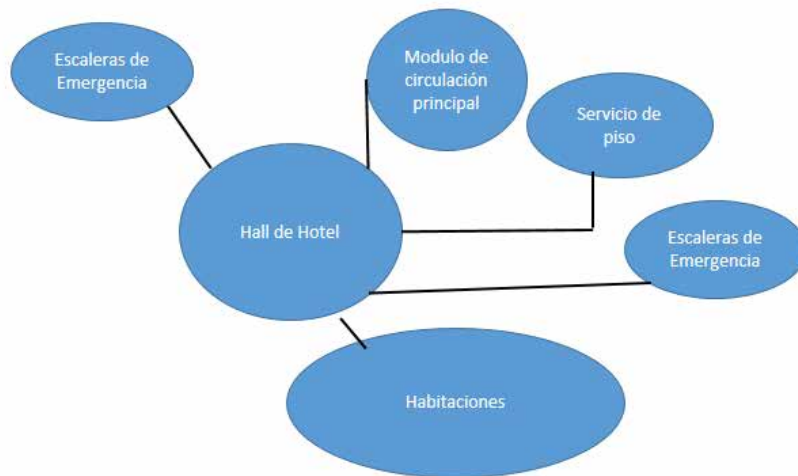 Escaleras de
Emergencia
Modulo de
circulación
principal
Servicio de
piso
Hall de Hotel
Escaleras de
Emergencia
Habitaciones